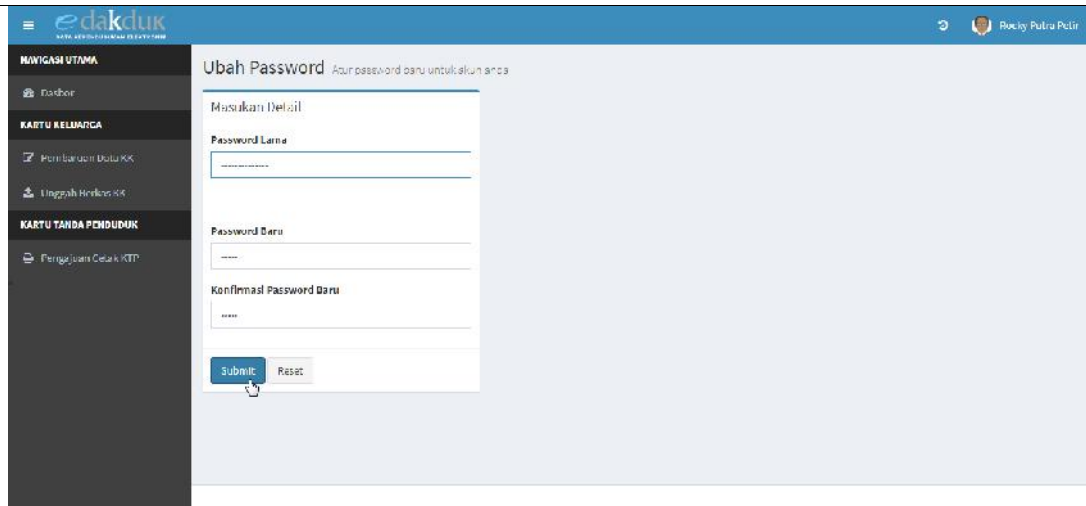 edakduk
Rocky Putra Petir
NAVIGASI UTAMA
Dasbor
KARTU KELUARGA
Pembaruan Data KK
Unggah Berkas KK
KARTU TANDA PENDUDUK
Pengajuan Cetak KTP
Ubah Password Atur password baru untuk akun anda
Masukan Detail
Password Lama
Password Baru
Konfirmasi Password Baru
Submit Reset